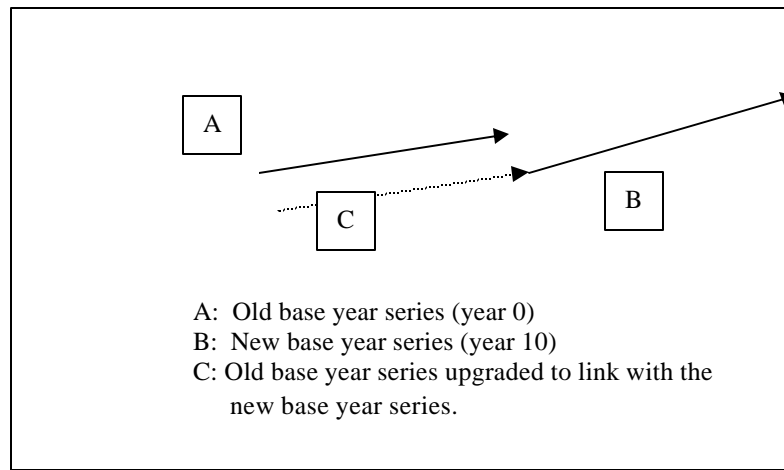 A
C
B
A: Old base year series (year 0)
B: New base year series (year 10)
C: Old base year series upgraded to link with the
new base year series.